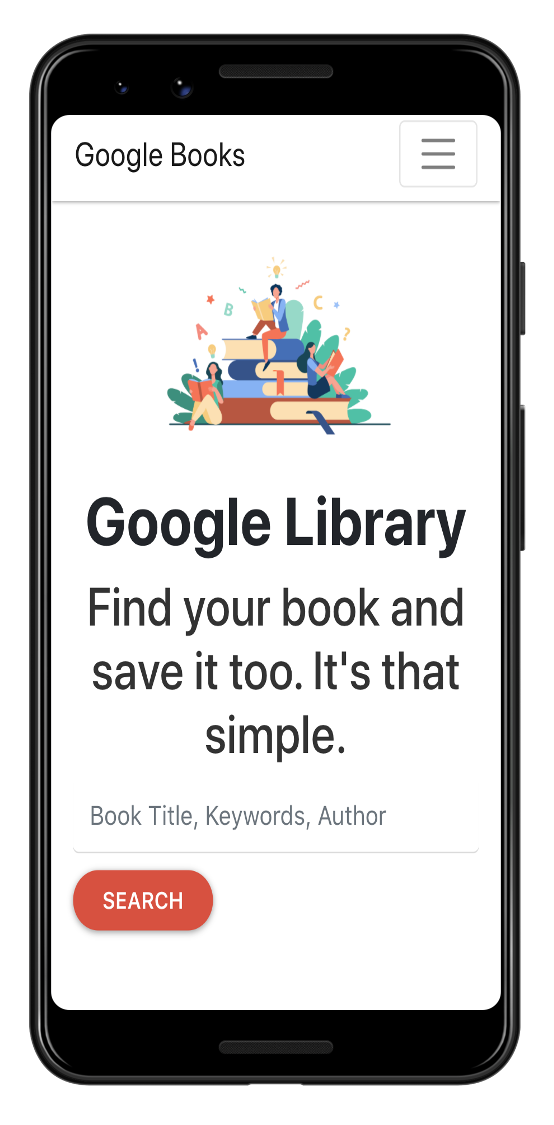 Google Books
A
B
C
?
!
Google Library
Find your book and
save it too. It's that
simple.
Book Title, Keywords, Author
SEARCH